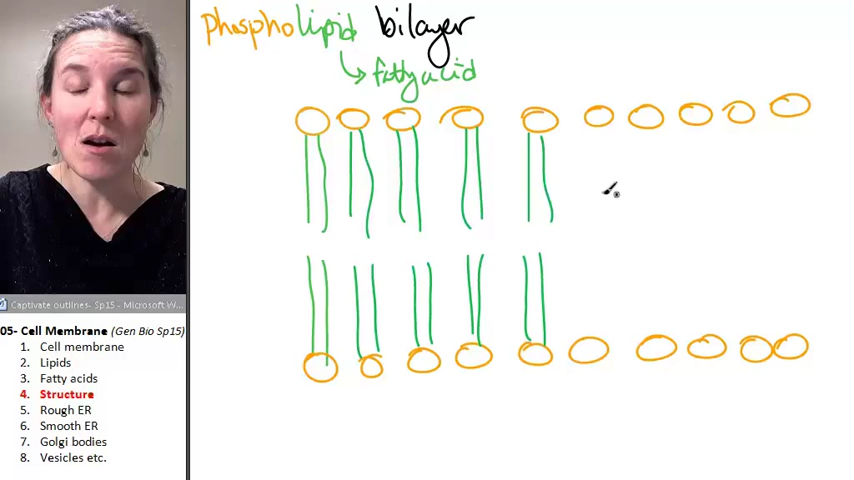 phospholipid bilayer
fatty acid
Captivate outlines- Sp15 - Microsoft W...
05- Cell Membrane (Gen Bio Sp15)
1. Cell membrane
2. Lipids
3. Fatty acids
4. Structure
5. Rough ER
6. Smooth ER
7. Golgi bodies
8. Vesicles etc.